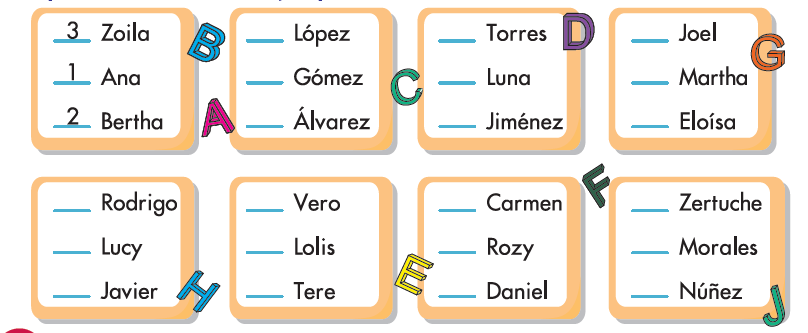 3 Zoila
1 Ana
2 Bertha
B
A
López
Gómez
Álvarez
C
Torres
Luna
Jiménez
D
Joel
Martha
Eloísa
G
Rodrigo
Lucy
Javier
H
Vero
Lolis
Tere
E
Carmen
Rozy
Daniel
F
Zertuche
Morales
Núñez
J